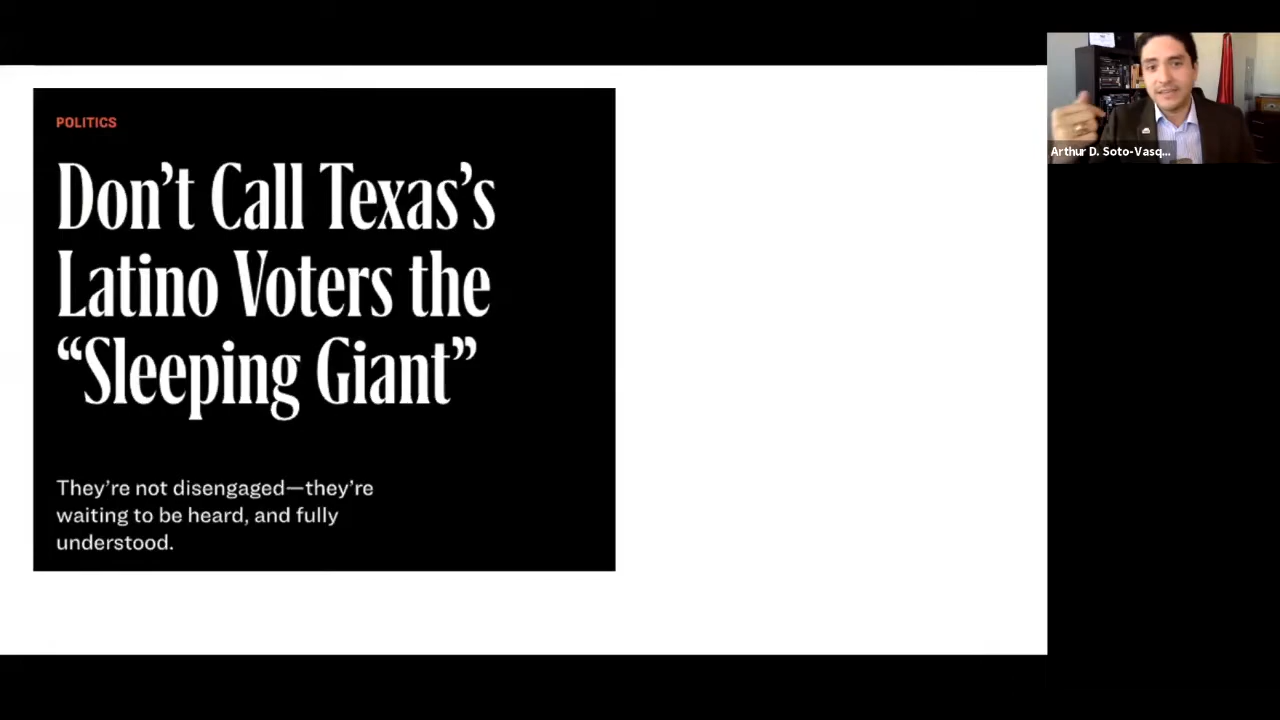 POLITICS
Don’t Call Texas’s
Latino Voters the
“Sleeping Giant”
They’re not disengaged—they’re
waiting to be heard, and fully
understood.
Arthur D. Soto-Vasq...